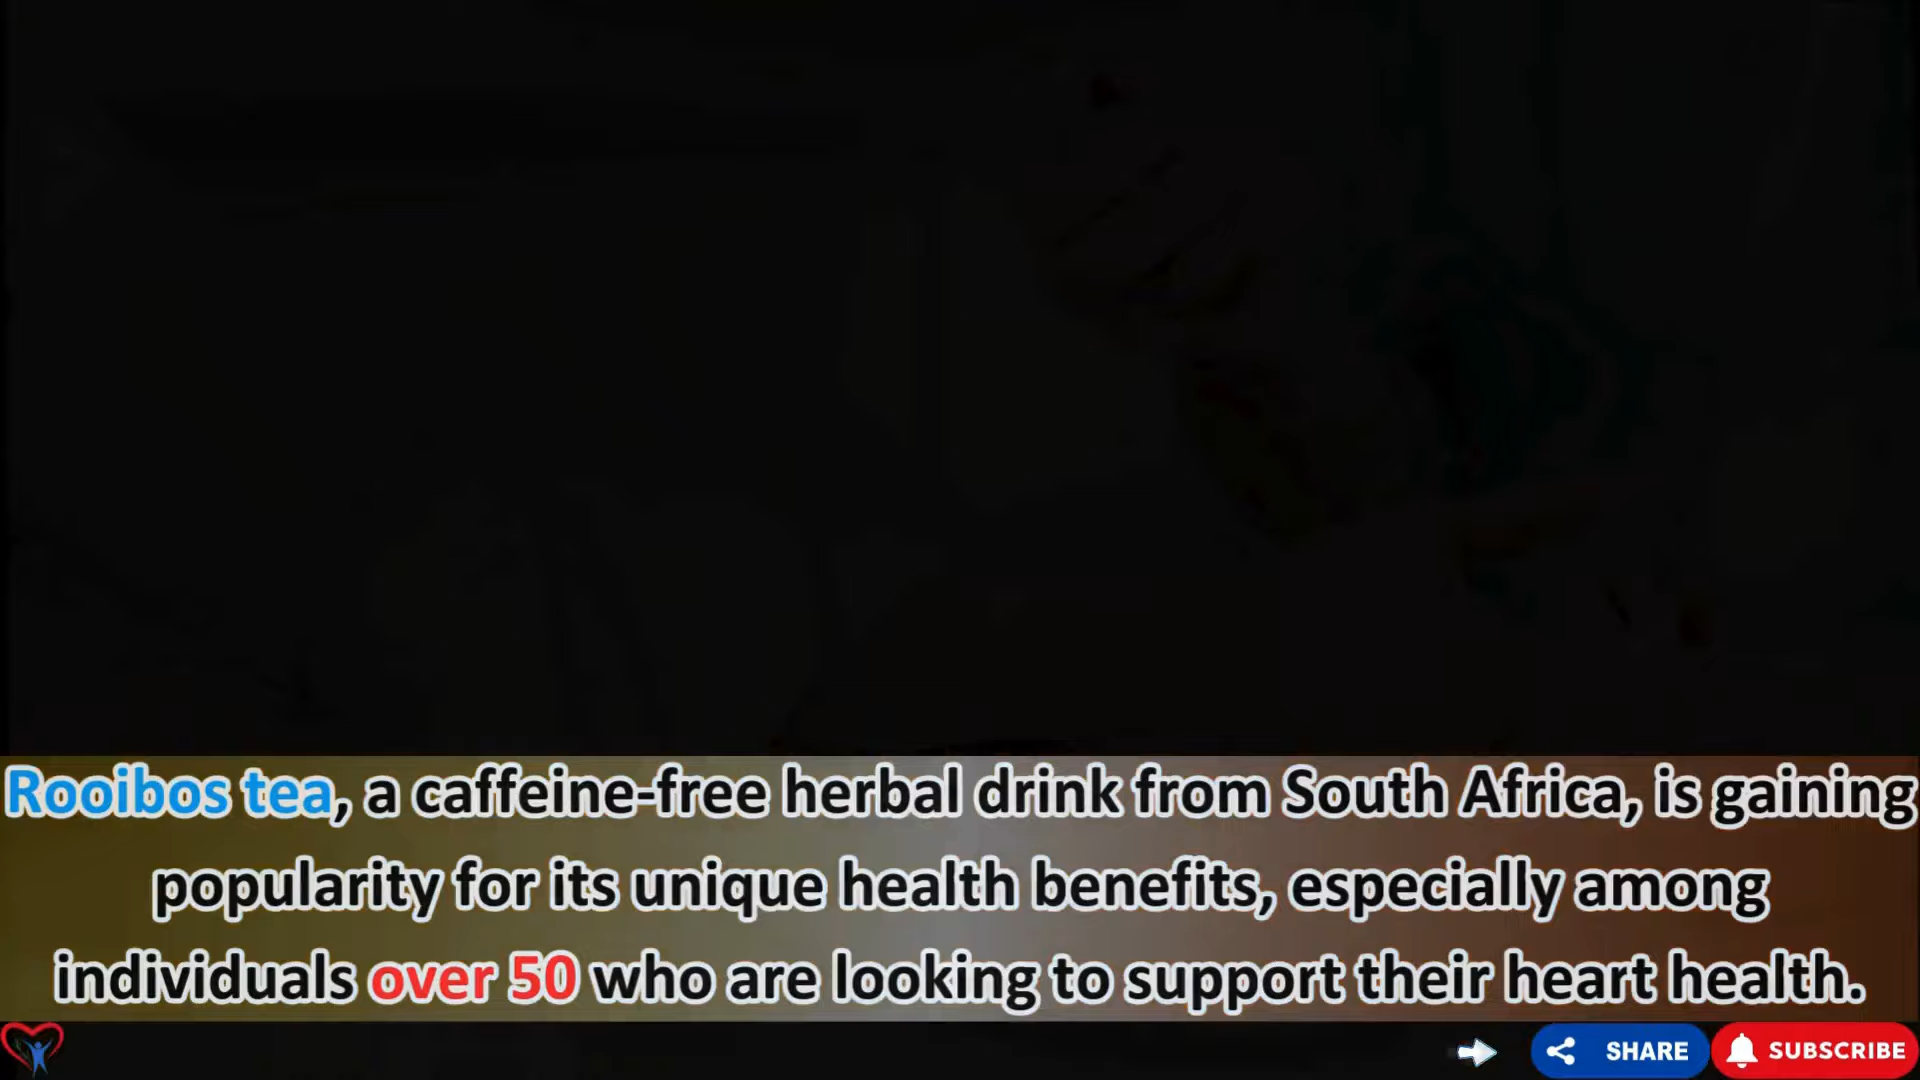 Rooibos tea, a caffeine-free herbal drink from South Africa, is gaining
popularity for its unique health benefits, especially among
individuals over 50 who are looking to support their heart health.
SHARE
SUBSCRIBE